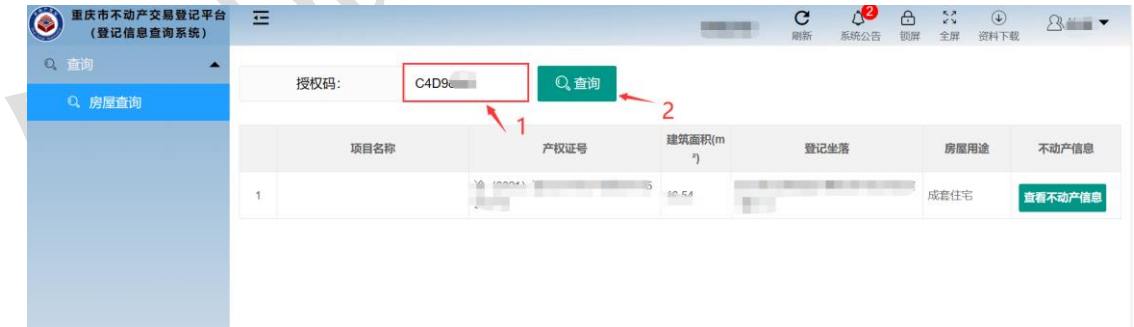 重庆市不动产交易登记平台
(登记信息查询系统)
2
刷新
系统公告
锁屏
全屏
资料下载
查询
房屋查询
授权码:
C4D9
查询
1
2
项目名称
产权证号
建筑面积(m²)
登记坐落
房屋用途
不动产信息
1
成套住宅
查看不动产信息